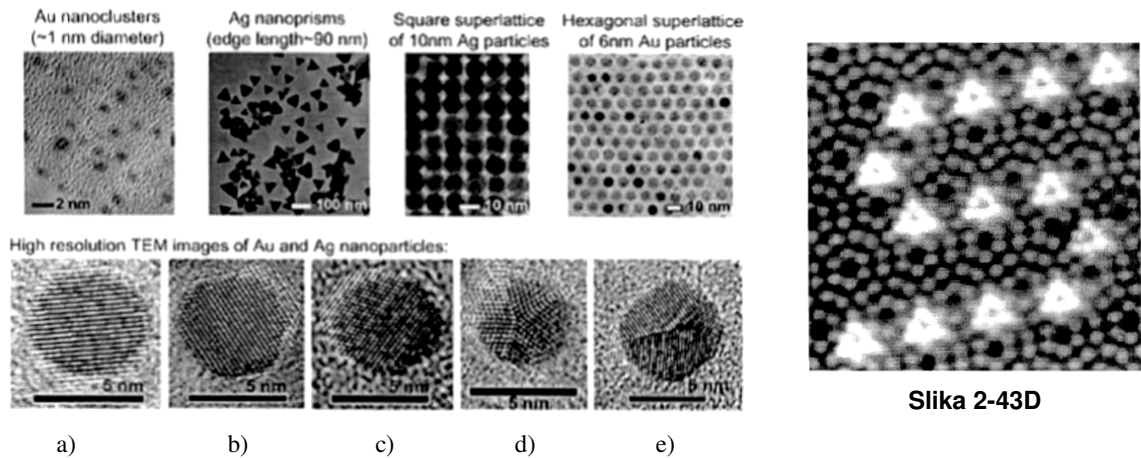 Au nanoclusters
(~1 nm diameter)
Ag nanoprisms
(edge length~90 nm)
Square superlattice
of 10nm Ag particles
Hexagonal superlattice
of 6nm Au particles
2 nm
100 nm
10 nm
10 nm
High resolution TEM images of Au and Ag nanoparticles:
5 nm
5 nm
5 nm
5 nm
5 nm
a)
b)
c)
d)
e)
Slika 2-43D